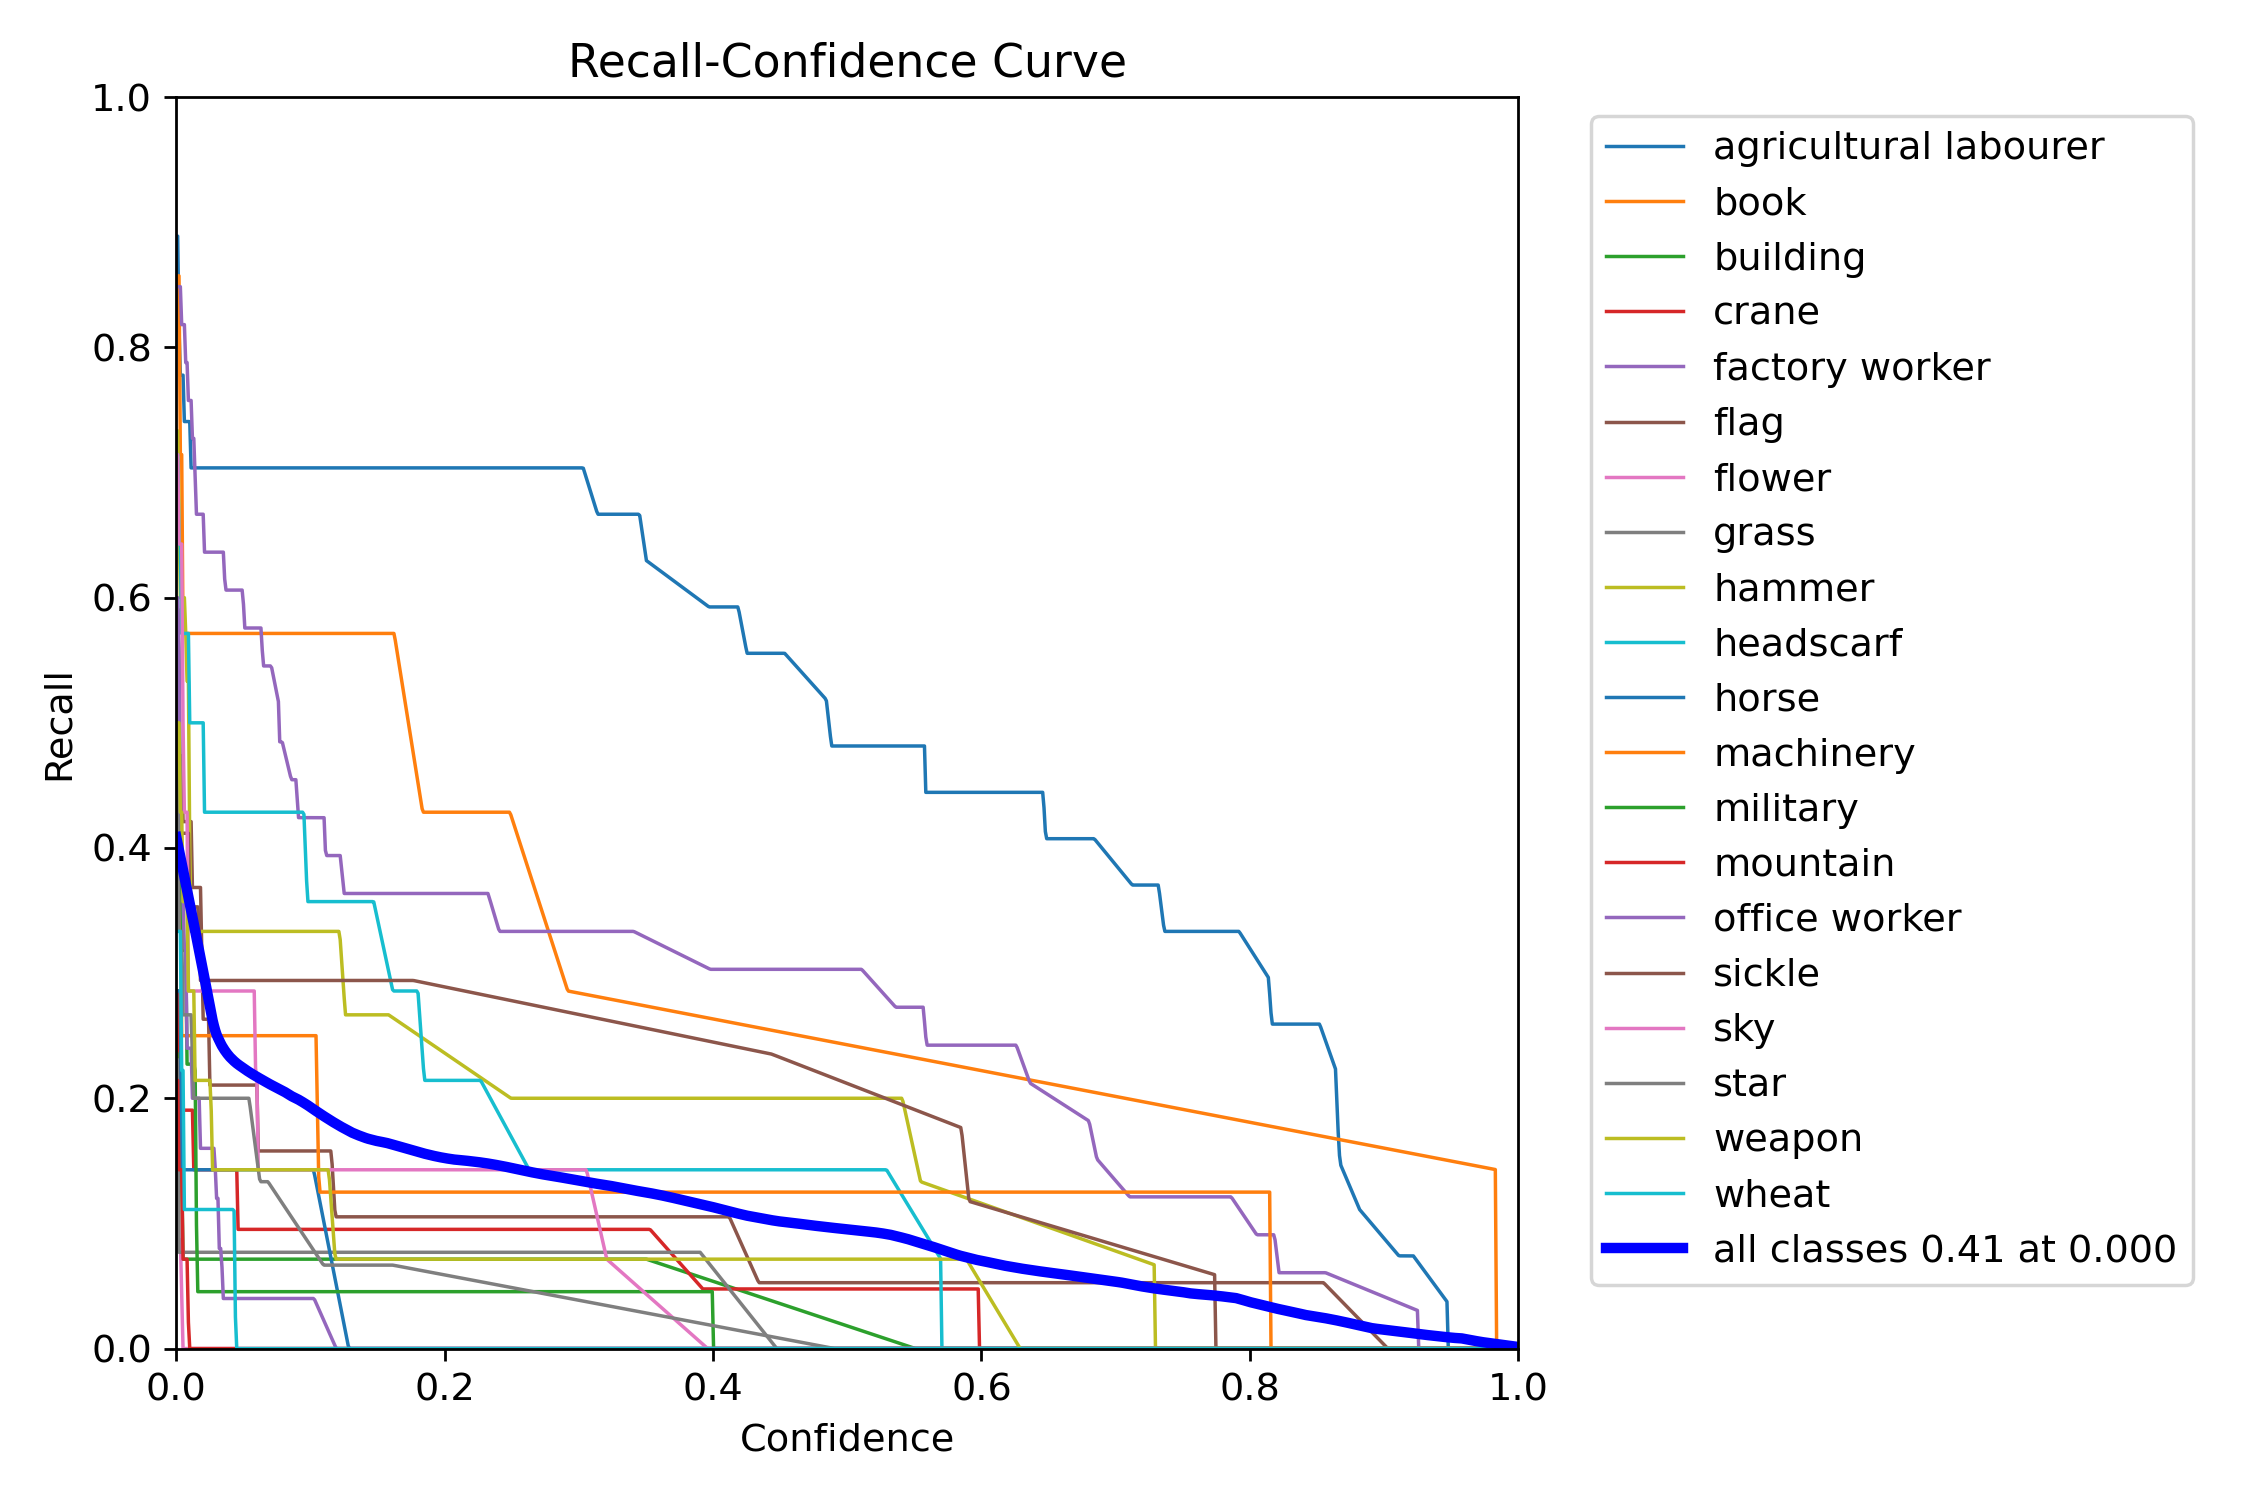 Recall-Confidence Curve
1.0
0.8
0.6
0.4
0.2
0.0
Recall
0.0 0.2 0.4 0.6 0.8 1.0
Confidence
agricultural labourer
book
building
crane
factory worker
flag
flower
grass
hammer
headscarf
horse
machinery
military
mountain
office worker
sickle
sky
star
weapon
wheat
all classes 0.41 at 0.000